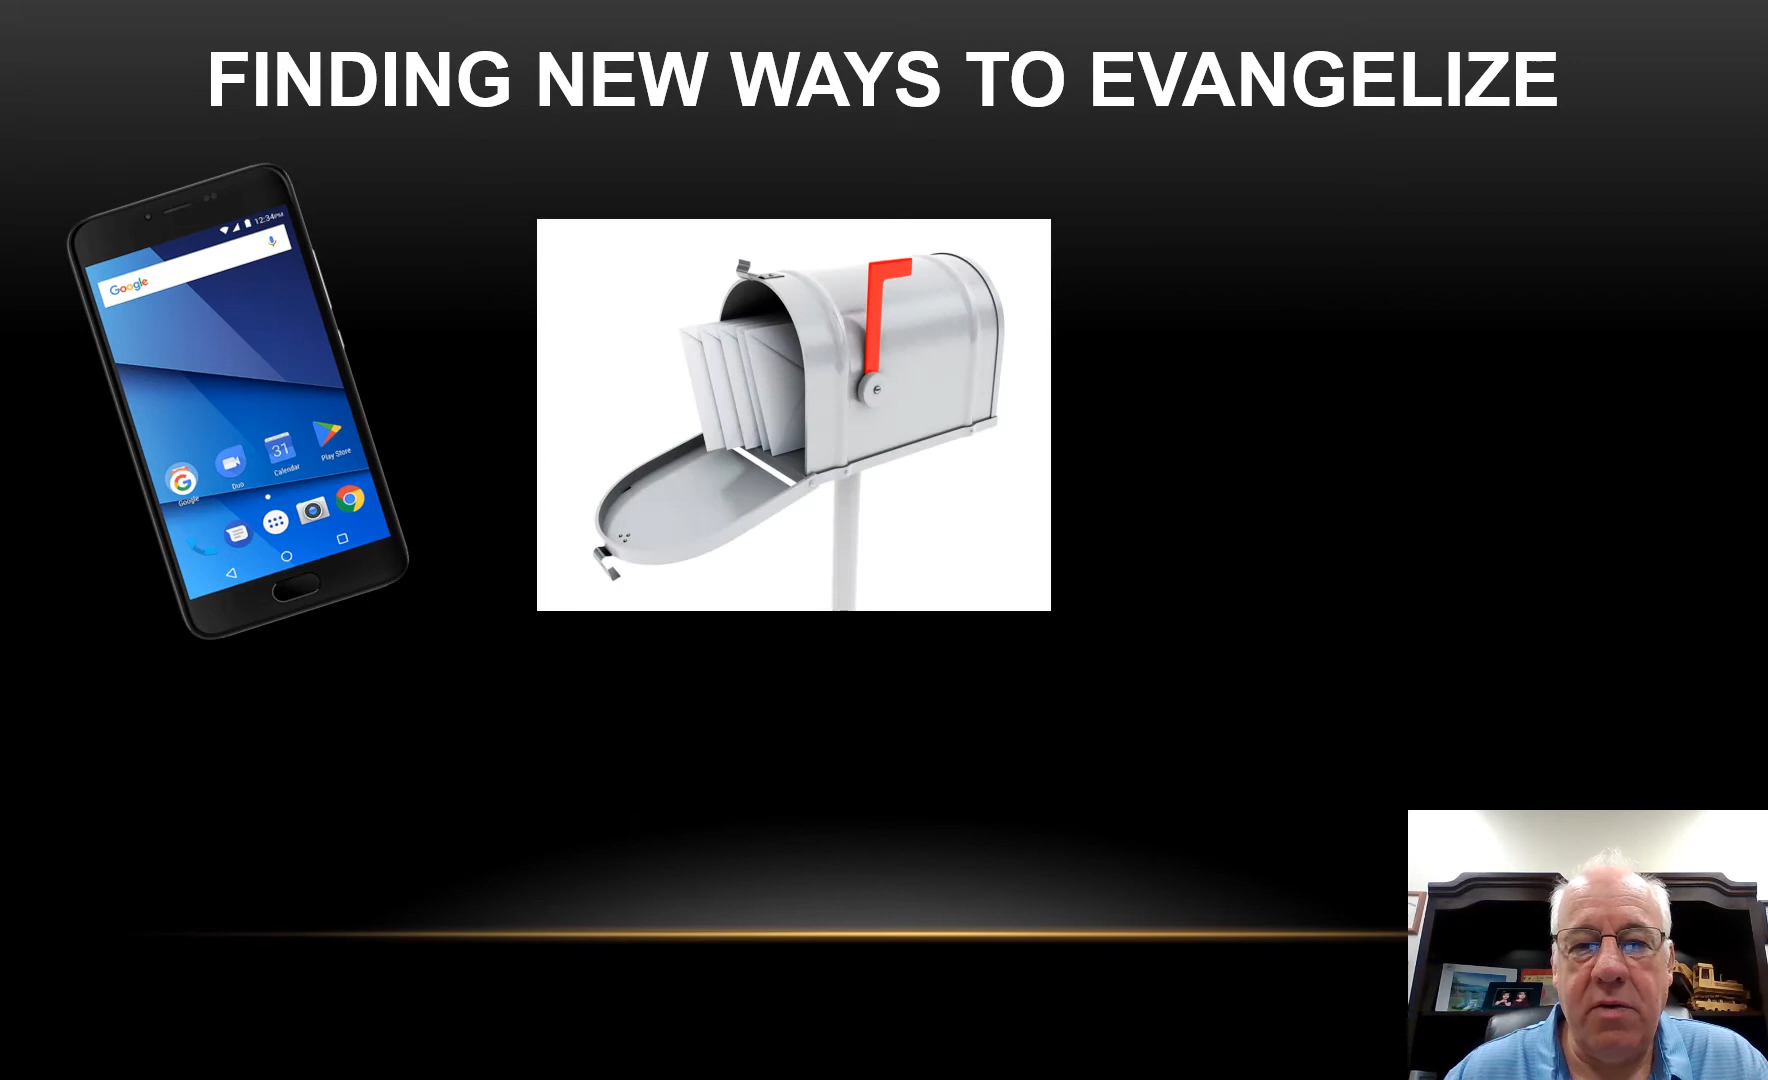 FINDING NEW WAYS TO EVANGELIZE
12:34PM
Google
Google
Duo
31
Calendar
Play Store